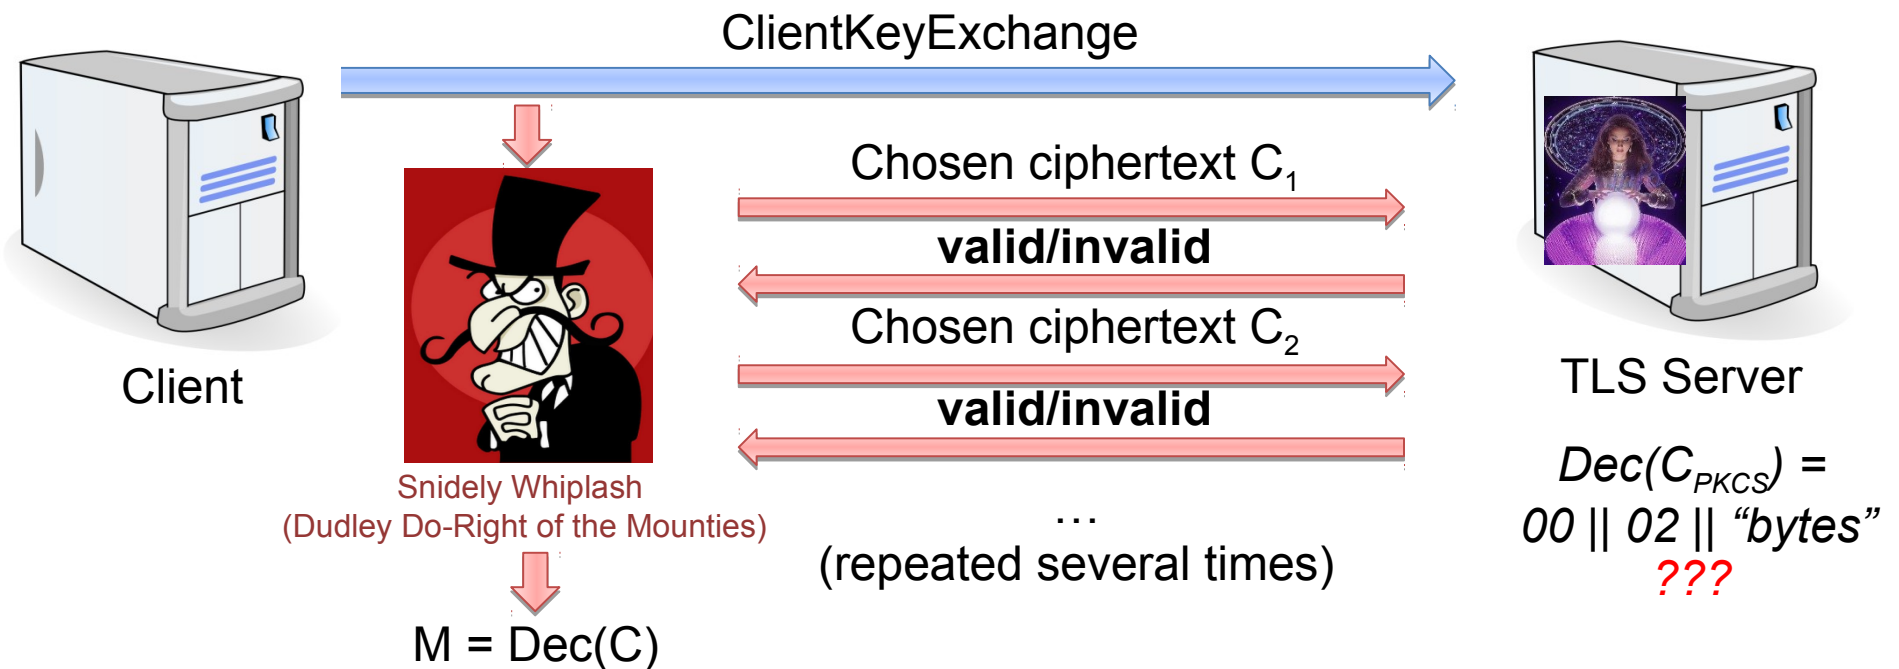 ClientKeyExchange
Chosen ciphertext C₁
valid/invalid
Chosen ciphertext C₂
valid/invalid
…
(repeated several times)
Client
Snidely Whiplash
(Dudley Do-Right of the Mounties)
M = Dec(C)
TLS Server
Dec(C_PKCS) =
00 || 02 || “bytes”
???